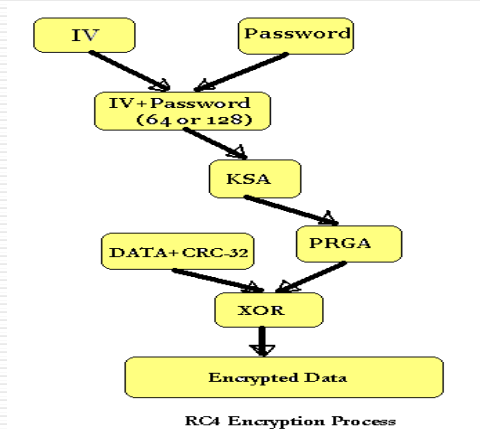 IV
Password
IV+Password
(64 or 128)
KSA
PRGA
DATA+CRC-32
XOR
Encrypted Data
RC4 Encryption Process